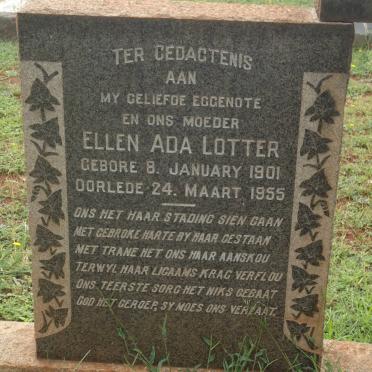 TER GEDACTENIS
AAN
MY GELIEFDE EGGENOTE
EN ONS MOEDER
ELLEN ADA LOTTER
GEBORE 8. JANUARY 1901
OORLEDE 24. MAART 1955
ONS HET HAAR STADING SIEN GAAN
MET GEBROKE HARTE BY HAAR GESTAAN
MET TRANE HET ONS HAAR AANSKOU
TERWYL HAAR LIGAAMS KRAG VERFLOU
ONS TEERSTE SORG HET NIKS GEBAAT
GOD HET GEROEP, SY MOES ONS VERLAAT.